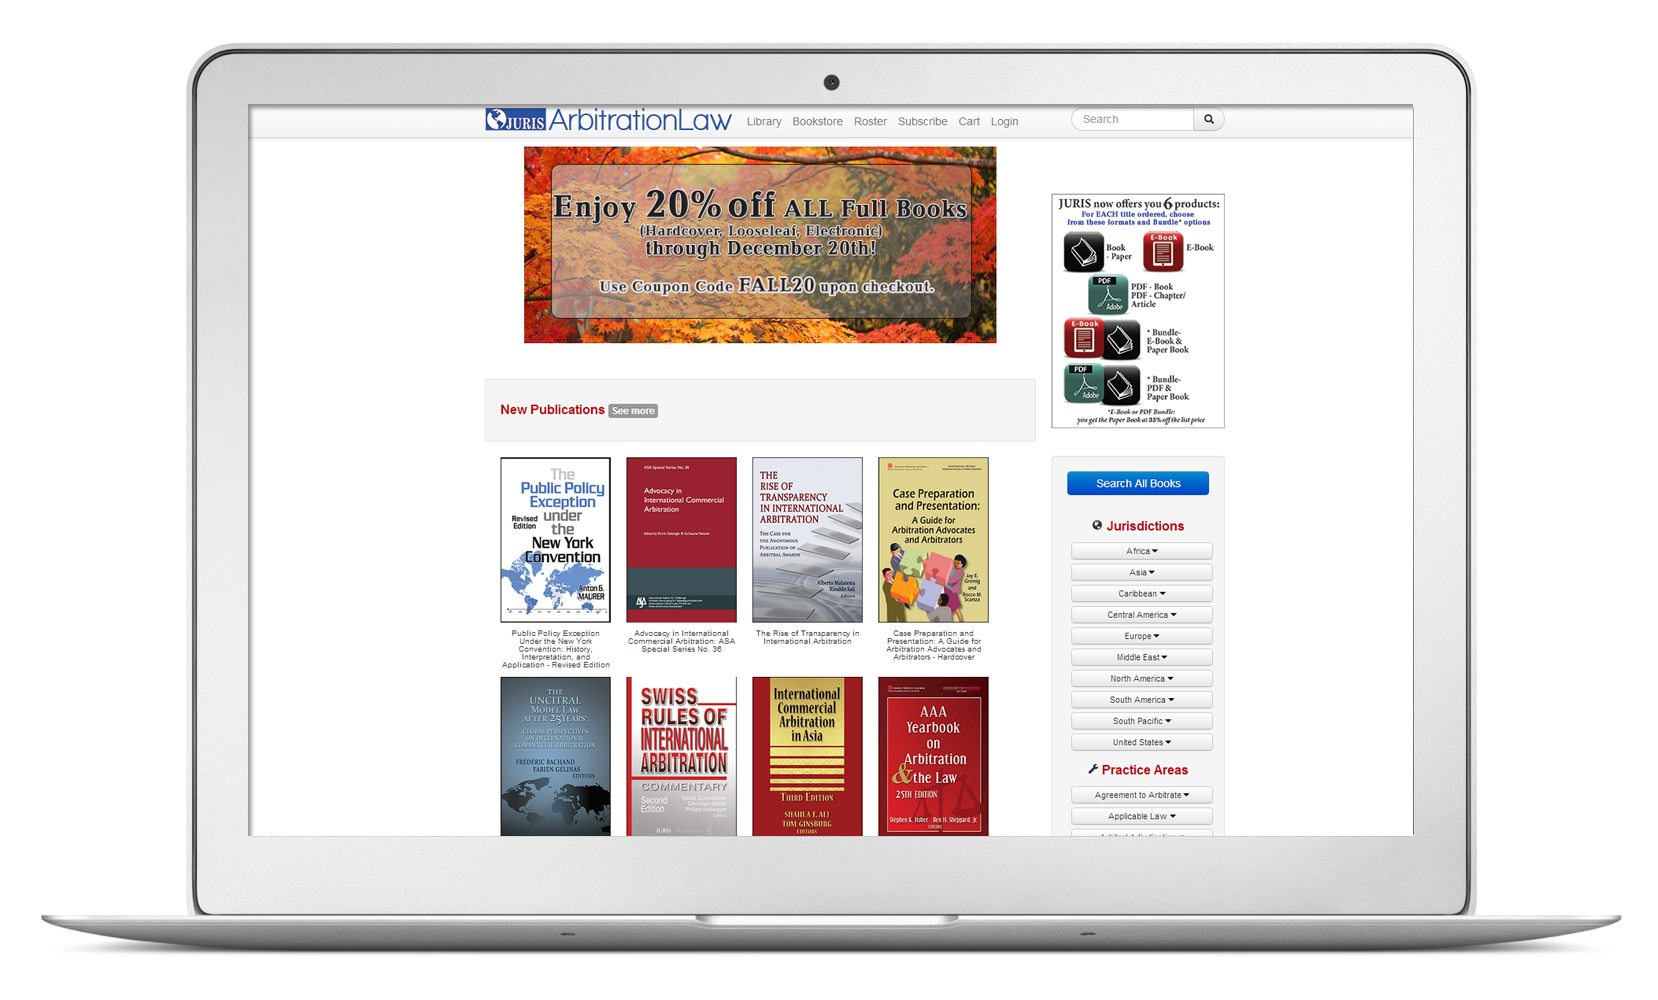 JURIS ArbitrationLaw Library Bookstore Roster Subscribe Cart Login Search
Enjoy 20% off ALL Full Books
(Hardcover, Looseleaf, Electronic)
through December 20th!
Use Coupon Code FALL20 upon checkout.
JURIS now offers you 6 products:
For EACH title ordered, choose
from these formats and Bundle* options
Book
- Paper
E-Book
E-Book
PDF
Adobe
PDF - Book
PDF - Chapter/
Article
E-Book
* Bundle-
E-Book &
Paper Book
PDF
Adobe
* Bundle-
PDF &
Paper Book
*E-Book or PDF Bundle:
you get the Paper Book at 35% off the list price
New Publications See more
The
Public Policy
Exception
Revised
Edition
under
the
New York
Convention
Anton G.
MAURER
Public Policy Exception
Under the New York
Convention: History,
Interpretation, and
Application - Revised Edition
ASA Special Series No. 36
Advocacy in
International Commercial
Arbitration
ASA
Advocacy in International
Commercial Arbitration: ASA
Special Series No. 36
THE
RISE OF
TRANSPARENCY
IN INTERNATIONAL
ARBITRATION
THE CASE FOR
THE ANONYMOUS
PUBLICATION OF
ARBITRAL AWARDS
Alberto Malatesta
Rinaldo Sali
Editors
The Rise of Transparency in
International Arbitration
Case Preparation
and Presentation:
A Guide for
Arbitration Advocates
and Arbitrators
Jay E.
Grenig
and
Rocco M.
Scanza
Case Preparation and
Presentation: A Guide for
Arbitration Advocates and
Arbitrators - Hardcover
THE
UNCITRAL
MODEL LAW
AFTER 25 YEARS:
GLOBAL PERSPECTIVES
ON INTERNATIONAL
COMMERCIAL ARBITRATION
FRÉDÉRIC BACHAND
FABIEN GÉLINAS
EDITORS
SWISS
RULES OF
INTERNATIONAL
ARBITRATION
COMMENTARY
Second
Edition
JURIS
International
Commercial
Arbitration
in Asia
THIRD EDITION
SHAHLA F. ALI
TOM GINSBURG
EDITORS
AAA
Yearbook
on
Arbitration
& the Law
25TH EDITION
Stephen K. Huber Ben H. Sheppard, Jr.
EDITORS
Search All Books
Jurisdictions
Africa
Asia
Caribbean
Central America
Europe
Middle East
North America
South America
South Pacific
United States
Practice Areas
Agreement to Arbitrate
Applicable Law